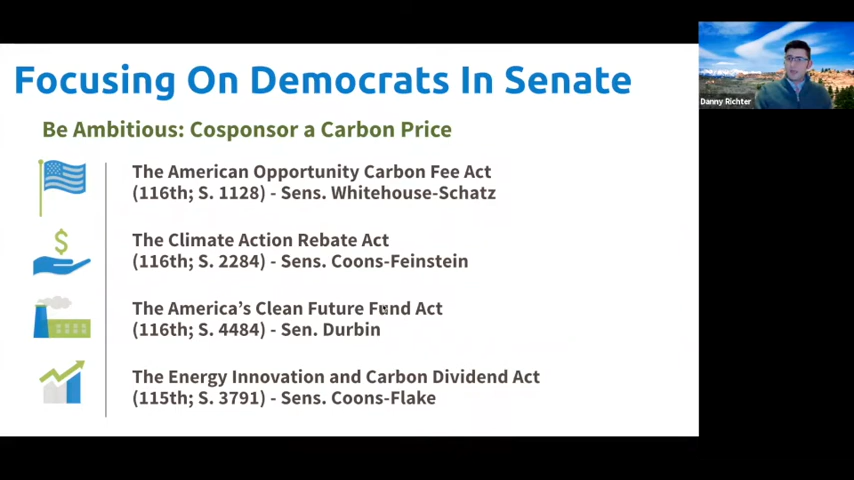 Focusing On Democrats In Senate
Be Ambitious: Cosponsor a Carbon Price
The American Opportunity Carbon Fee Act
(116th; S. 1128) - Sens. Whitehouse-Schatz
The Climate Action Rebate Act
(116th; S. 2284) - Sens. Coons-Feinstein
The America's Clean Future Fund Act
(116th; S. 4484) - Sen. Durbin
The Energy Innovation and Carbon Dividend Act
(115th; S. 3791) - Sens. Coons-Flake
Danny Richter